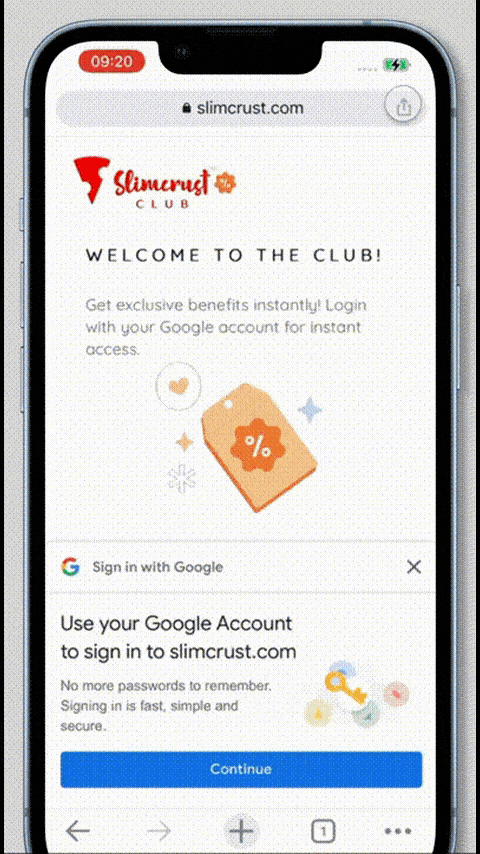 09:20
slimcrust.com
Slimcrust %
CLUB
WELCOME TO THE CLUB!
Get exclusive benefits instantly! Login
with your Google account for instant
access.
%
G Sign in with Google
Use your Google Account
to sign in to slimcrust.com
No more passwords to remember.
Signing in is fast, simple and
secure.
Continue
1